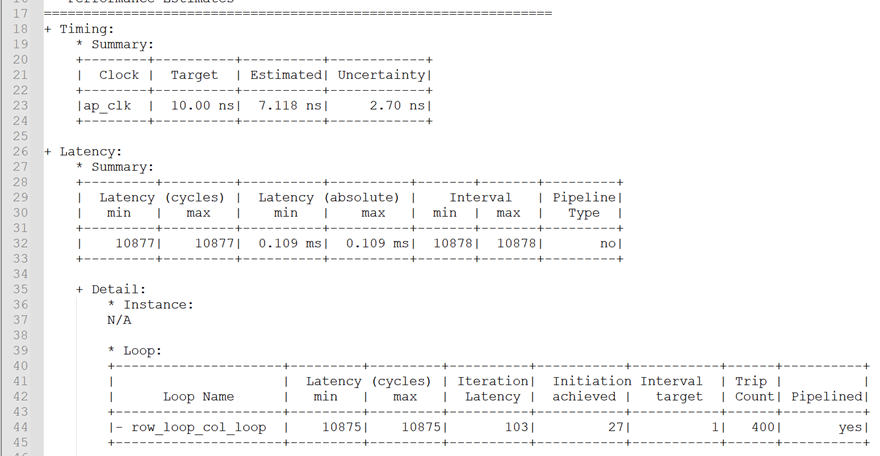 Performance Estimates
17 ================================================================
18 + Timing:
19     * Summary:
20     +--------+----------+----------+------------+
21     |  Clock |  Target  | Estimated| Uncertainty|
22     +--------+----------+----------+------------+
23     |ap_clk  |  10.00 ns|  7.118 ns|     2.70 ns|
24     +--------+----------+----------+------------+
25
26 + Latency:
27     * Summary:
28     +---------+---------+----------+----------+-------+-------+---------+
29     |  Latency (cycles) |  Latency (absolute) |    Interval   | Pipeline|
30     |   min   |   max   |    min   |    max   |  min  |  max  |  Type   |
31     +---------+---------+----------+----------+-------+-------+---------+
32     |    10877|    10877|  0.109 ms|  0.109 ms|  10878|  10878|       no|
33     +---------+---------+----------+----------+-------+-------+---------+
34
35     + Detail:
36         * Instance:
37         N/A
38
39         * Loop:
40         +---------------------+---------+---------+----------+-----------+-----------+------+----------+
41         |                     |  Latency (cycles) | Iteration|  Initiation Interval  | Trip |          |
42         |      Loop Name      |   min   |   max   |  Latency |  achieved |   target  | Count| Pipelined|
43         +---------------------+---------+---------+----------+-----------+-----------+------+----------+
44         |- row_loop_col_loop  |    10875|    10875|       103|         27|          1|   400|       yes|
45         +---------------------+---------+---------+----------+-----------+-----------+------+----------+